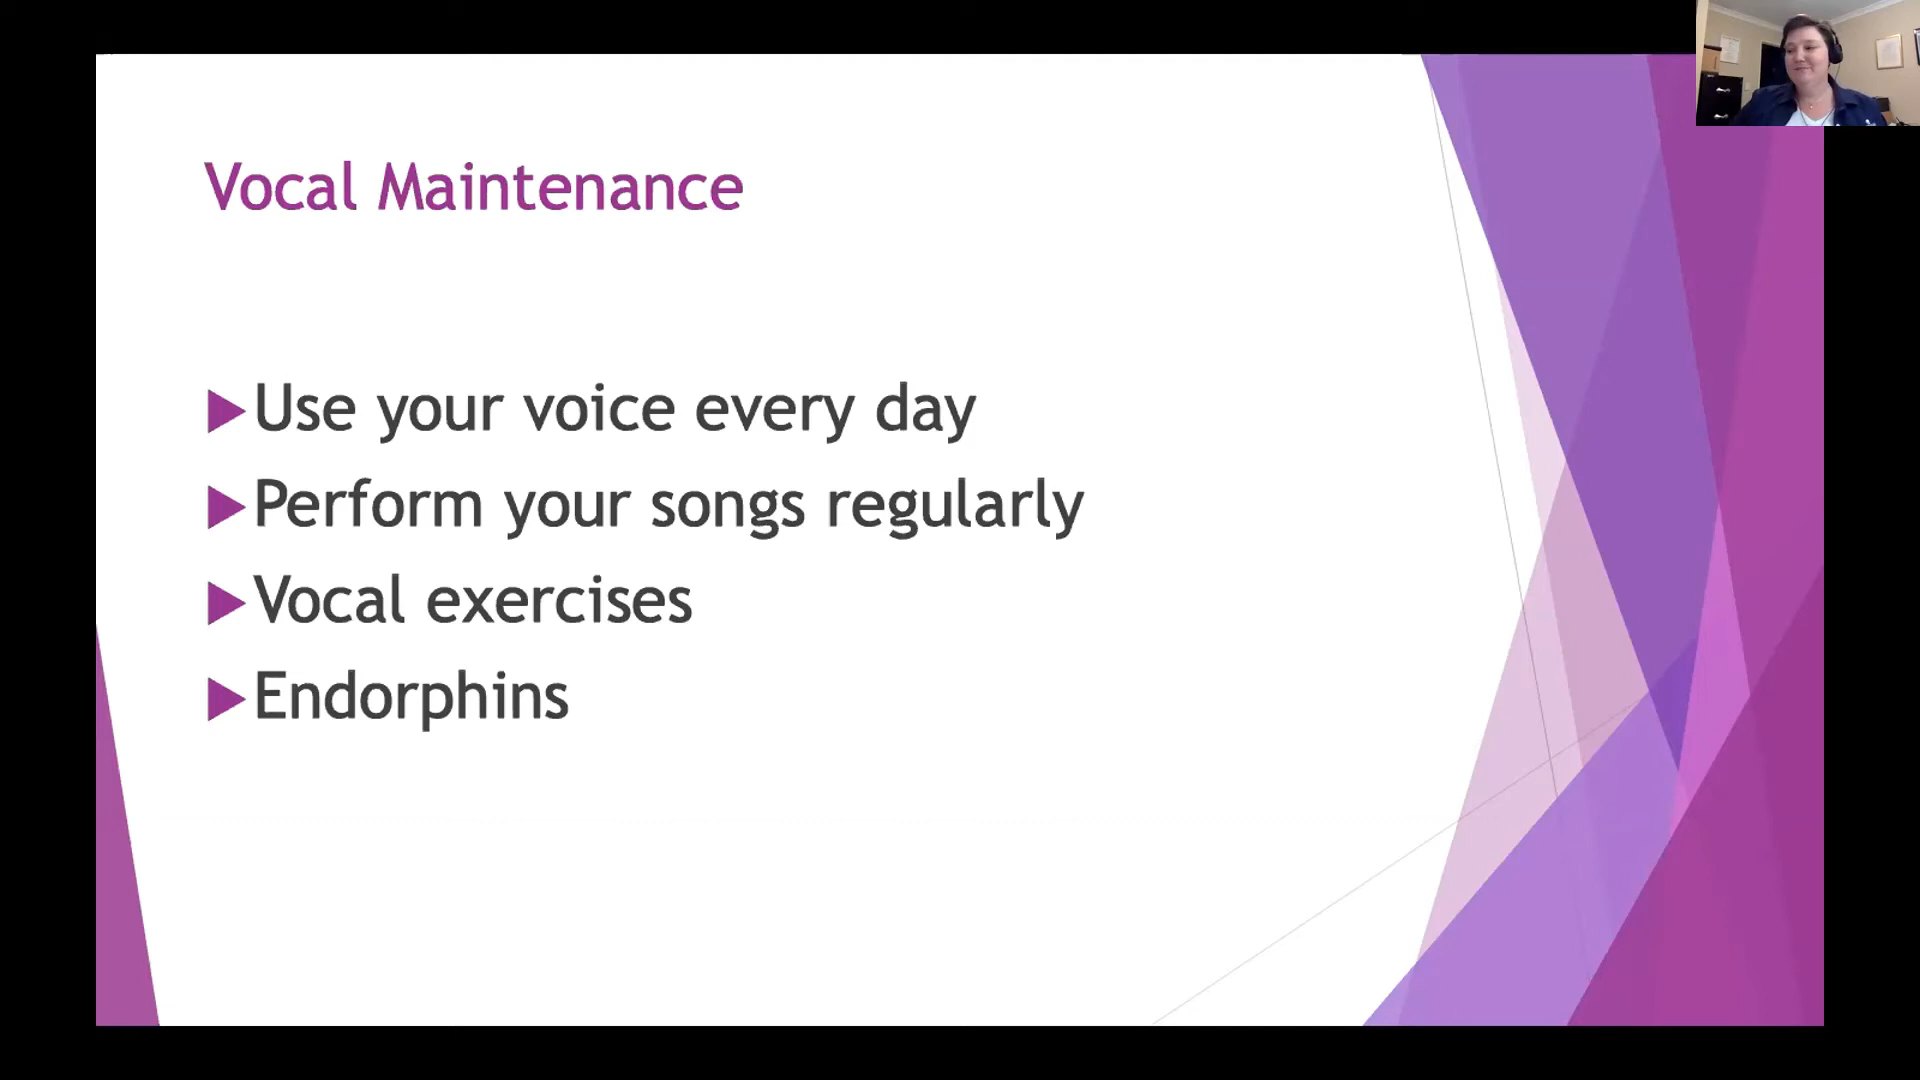 Vocal Maintenance
Use your voice every day
Perform your songs regularly
Vocal exercises
Endorphins